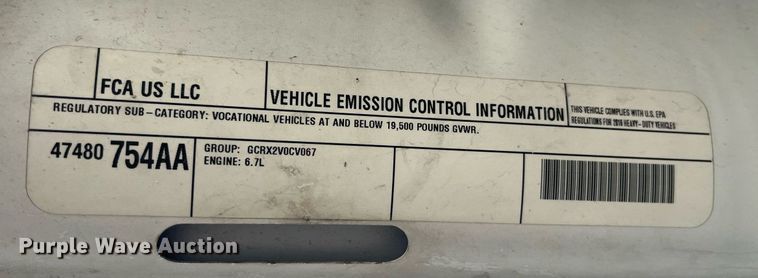 FCA US LLC
VEHICLE EMISSION CONTROL INFORMATION
THIS VEHICLE COMPLIES WITH U.S. EPA
REGULATIONS FOR 2016 HEAVY-DUTY VEHICLES
REGULATORY SUB-CATEGORY: VOCATIONAL VEHICLES AT AND BELOW 19,500 POUNDS GVWR.
47480 754AA
GROUP: GCRX2VOCV067
ENGINE: 6.7L
Purple Wave Auction